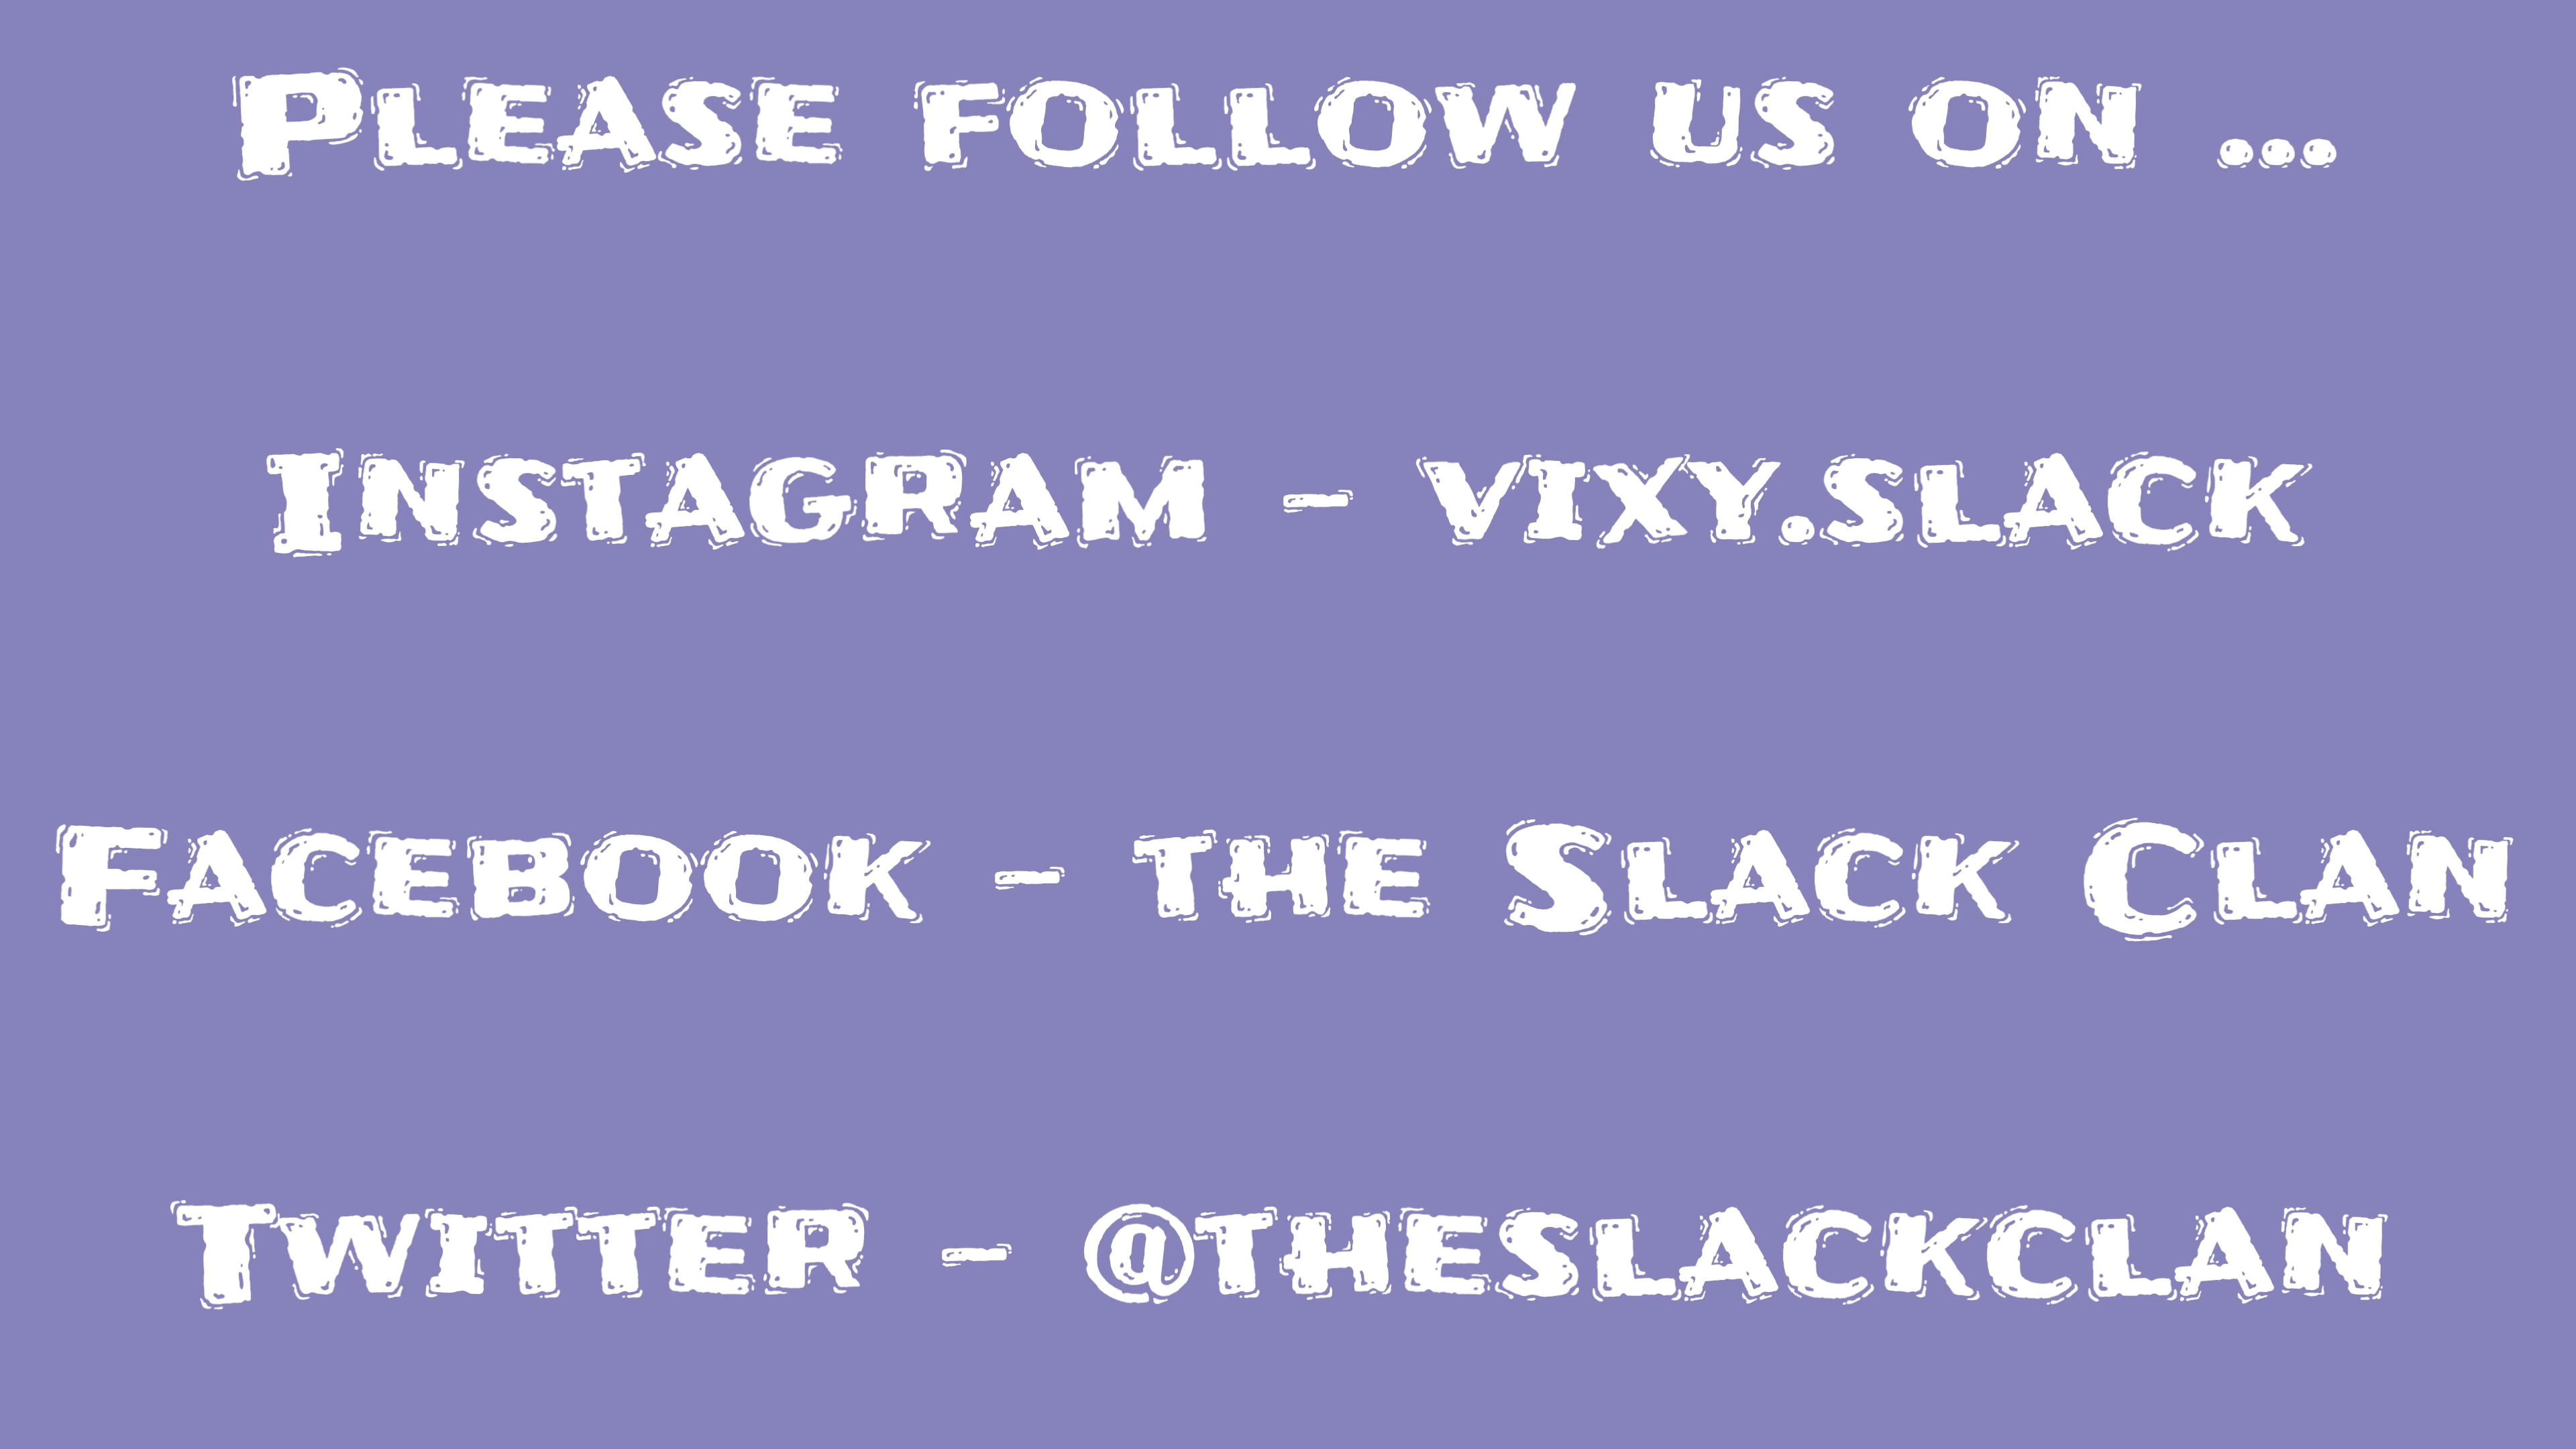 Please follow us on ...
Instagram - vixy.slack
Facebook - the Slack Clan
Twitter - @theslackclan